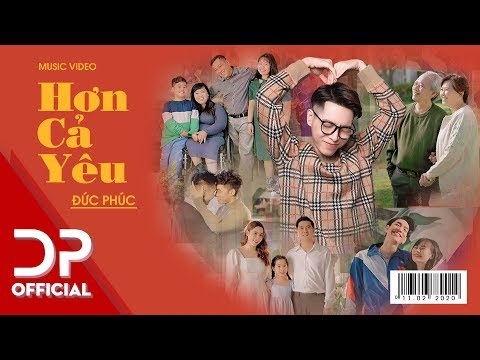 MUSIC VIDEO
Hơn
Cả
Yêu
ĐỨC PHÚC
DP
OFFICIAL
11.02 2020